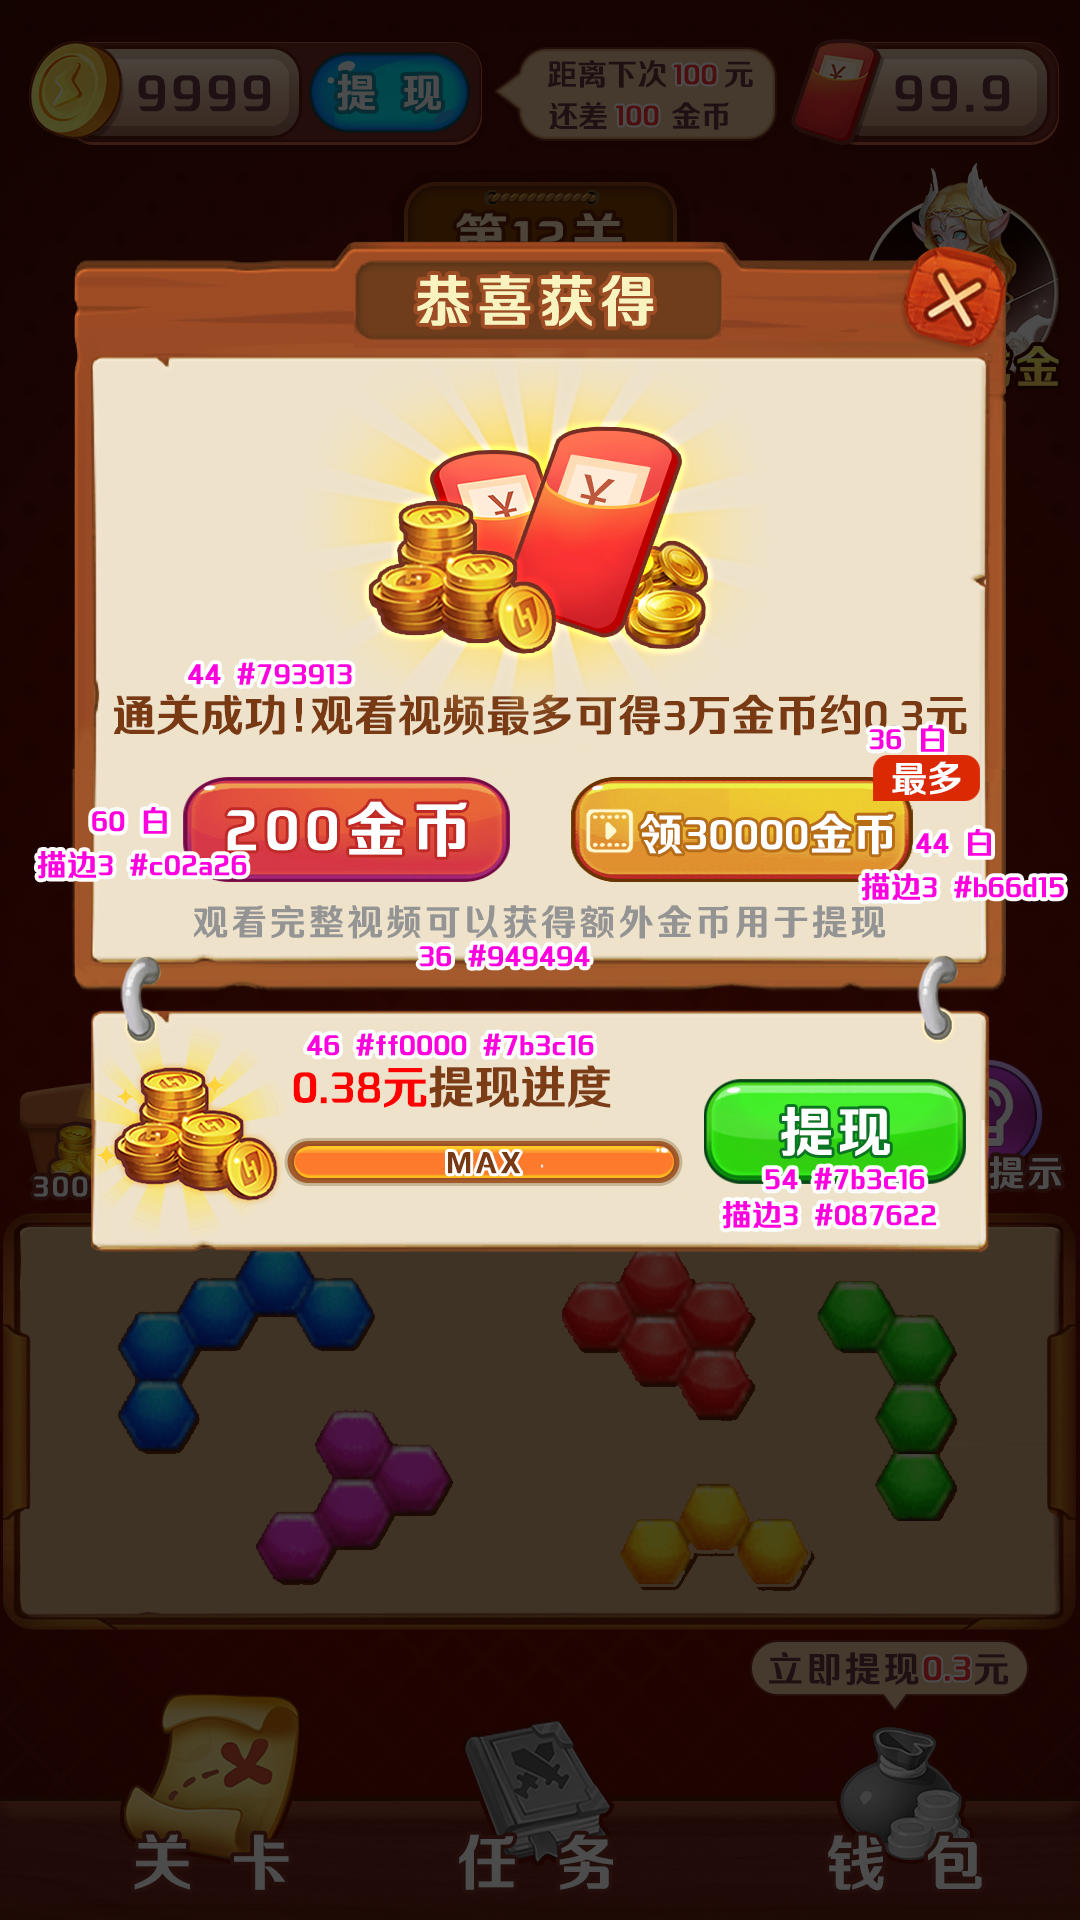 9999
提 现
距离下次100元
还差100 金币
99.9
第12关
恭喜获得
金
44 #793913
通关成功!观看视频最多可得3万金币约0.3元
36 白
最多
60 白
200金币
领30000金币
44 白
描边3 #c02a26
描边3 #b66d15
观看完整视频可以获得额外金币用于提现
36 #949494
46 #ff0000 #7b3c16
0.38元提现进度
提现
MAX
54 #7b3c16
描边3 #087622
300
提示
立即提现0.3元
关 卡
任 务
钱 包